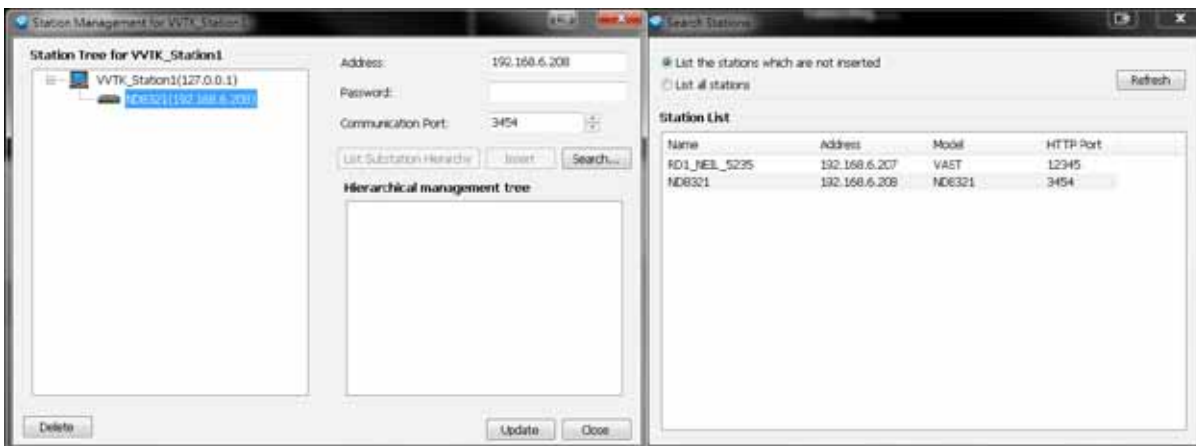 Station Management for VVTK_Station1
Station Tree for VVTK_Station1
VVTK_Station1(127.0.0.1)
ND8321(192.168.6.208)
Address:
192.168.6.208
Password:
Communication Port:
3454
List Substation Hierarchy
Insert
Search...
Hierarchical management tree
Delete
Update
Close
Search Stations
List the stations which are not inserted
List all stations
Refresh
Station List
Name Address Model HTTP Port
RD1_NEIL_5235 192.168.6.207 VAST 12345
ND8321 192.168.6.208 ND8321 3454